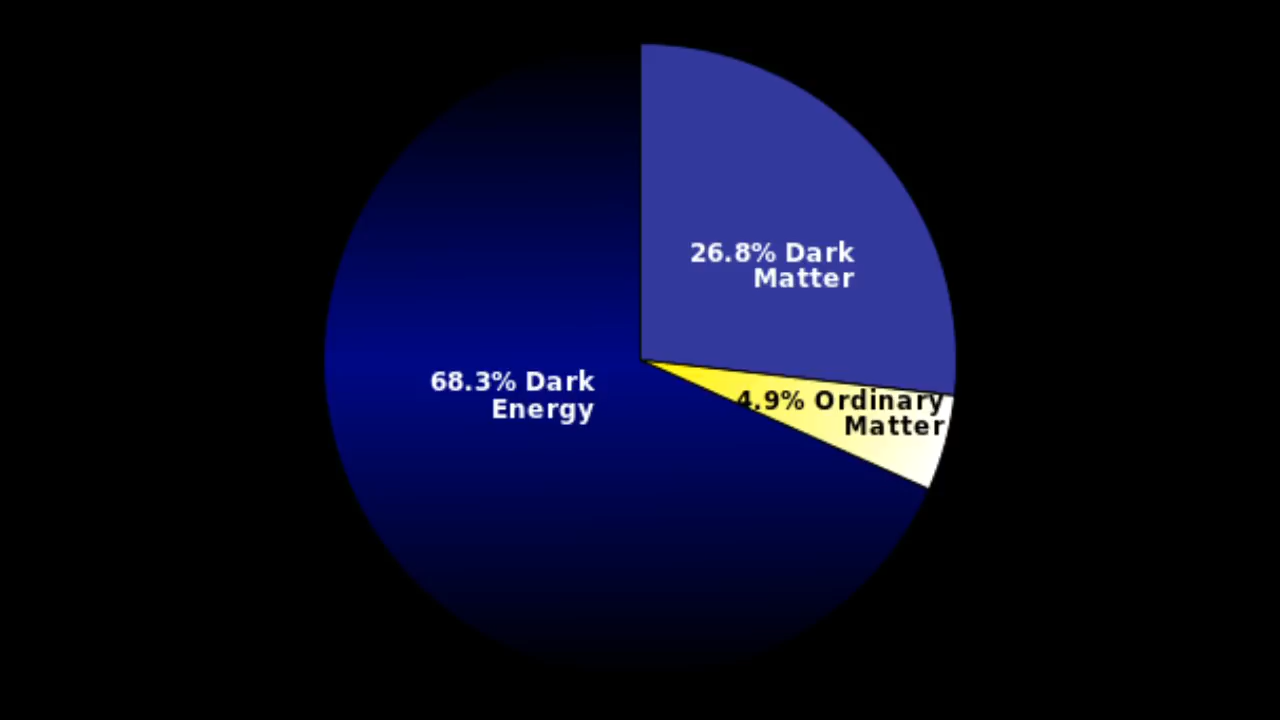 26.8% Dark
Matter
68.3% Dark
Energy
4.9% Ordinary
Matter